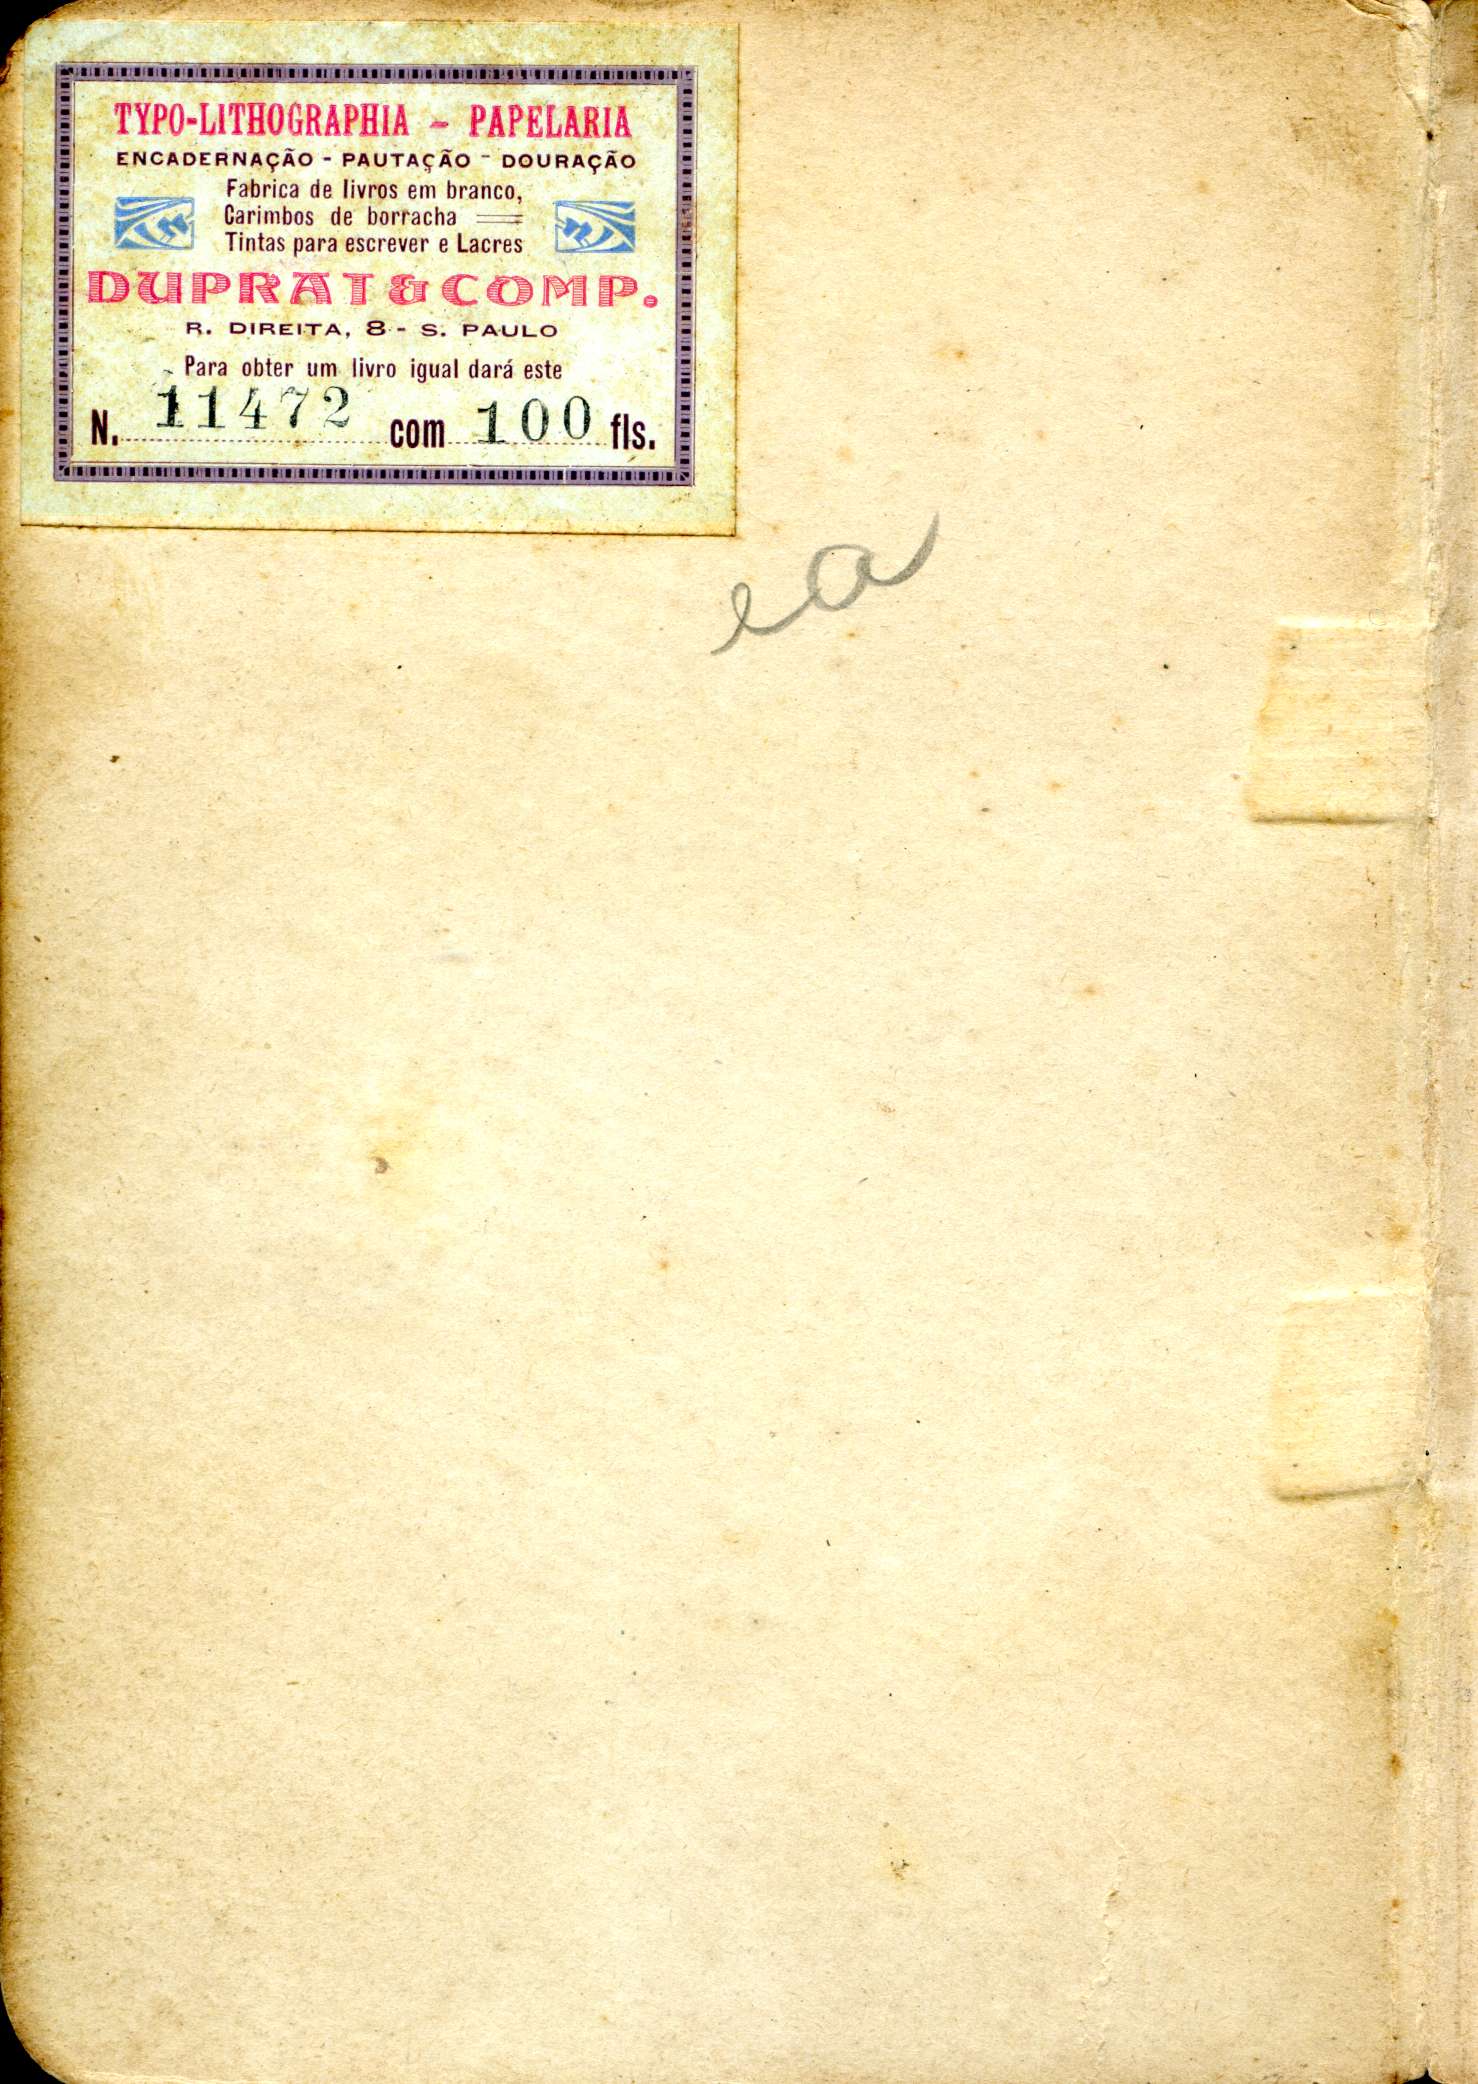 TYPO-LITHOGRAPHIA - PAPELARIA
ENCADERNAÇÃO - PAUTAÇÃO - DOURAÇÃO
Fabrica de livros em branco,
Carimbos de borracha
Tintas para escrever e Lacres
DUPRAT & COMP.
R. DIREITA, 8 - S. PAULO
Para obter um livro igual dará este
N. 11472 com 100 fls.
ea